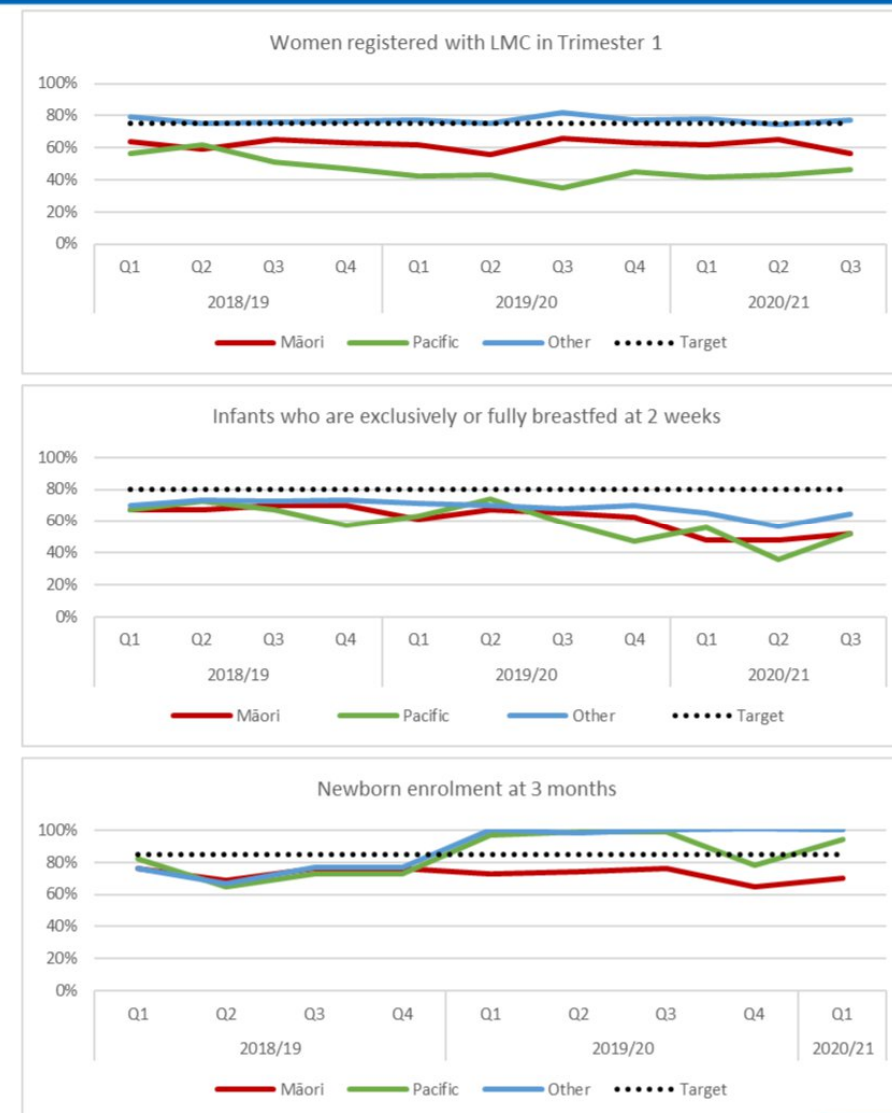 Women registered with LMC in Trimester 1
100%
80%
60%
40%
20%
0%
Q1 Q2 Q3 Q4 Q1 Q2 Q3 Q4 Q1 Q2 Q3
2018/19 2019/20 2020/21
Māori Pacific Other Target
Infants who are exclusively or fully breastfed at 2 weeks
100%
80%
60%
40%
20%
0%
Q1 Q2 Q3 Q4 Q1 Q2 Q3 Q4 Q1 Q2 Q3
2018/19 2019/20 2020/21
Māori Pacific Other Target
Newborn enrolment at 3 months
100%
80%
60%
40%
20%
0%
Q1 Q2 Q3 Q4 Q1 Q2 Q3 Q4 Q1
2018/19 2019/20 2020/21
Māori Pacific Other Target